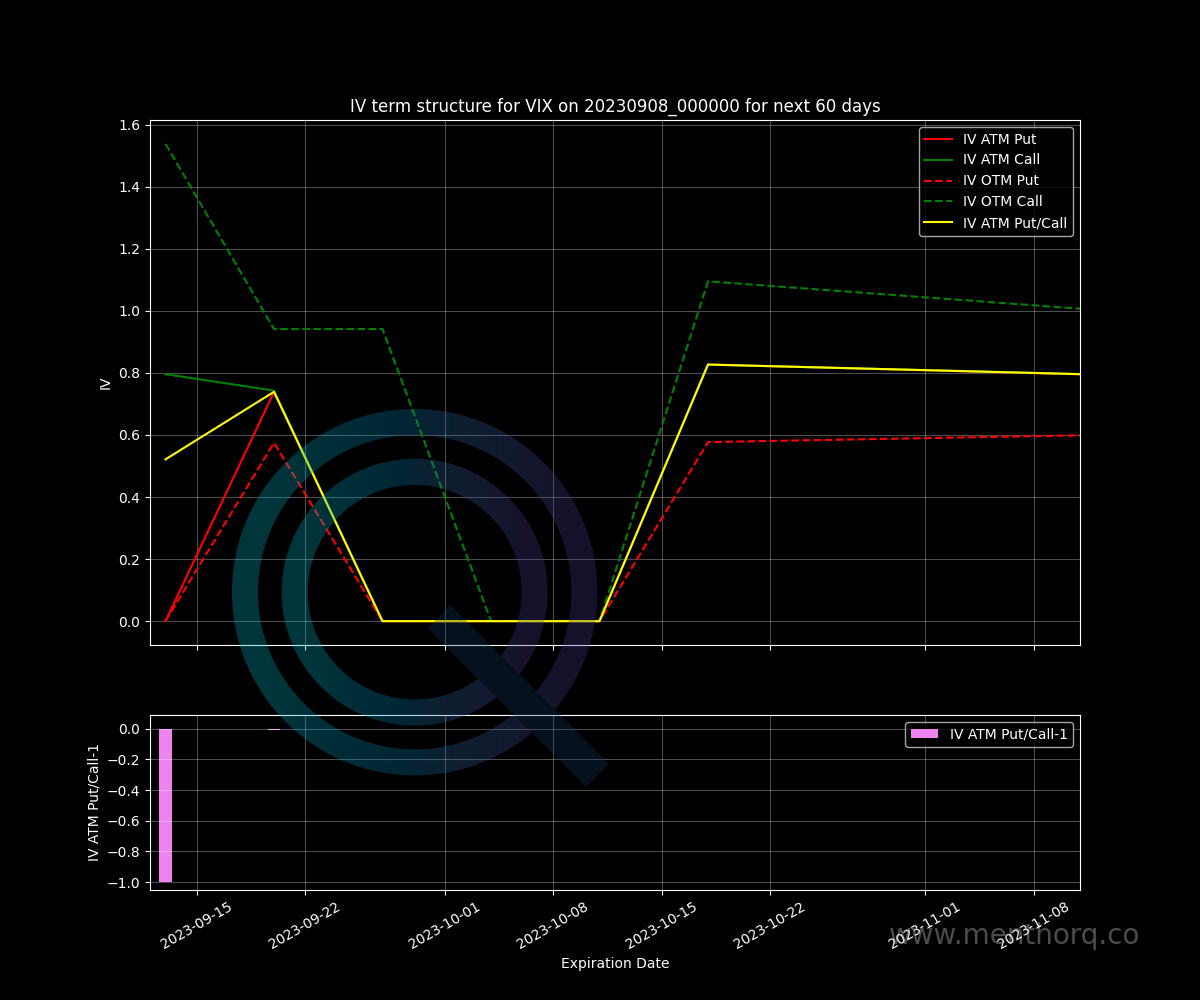 IV term structure for VIX on 20230908_000000 for next 60 days
1.6
1.4
1.2
1.0
0.8
0.6
0.4
0.2
0.0
IV
IV ATM Put
IV ATM Call
IV OTM Put
IV OTM Call
IV ATM Put/Call
0.0
−0.2
−0.4
−0.6
−0.8
−1.0
IV ATM Put/Call-1
IV ATM Put/Call-1
2023-09-15
2023-09-22
2023-10-01
2023-10-08
2023-10-15
2023-10-22
2023-11-01
2023-11-08
www.menthorq.co
Expiration Date